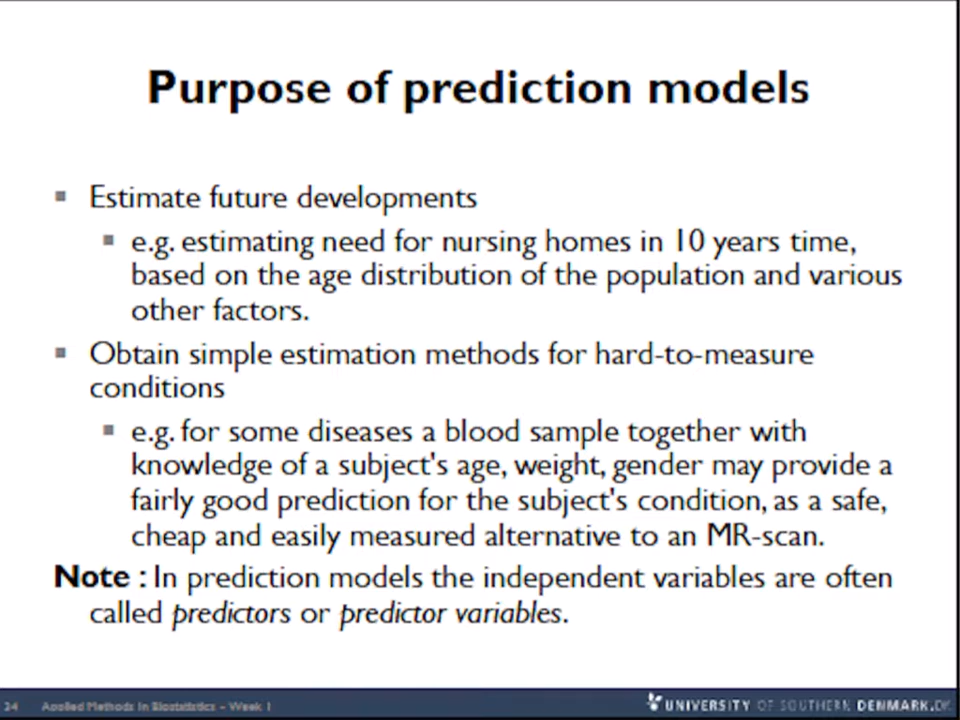 Purpose of prediction models
Estimate future developments
e.g. estimating need for nursing homes in 10 years time,
based on the age distribution of the population and various
other factors.
Obtain simple estimation methods for hard-to-measure
conditions
e.g. for some diseases a blood sample together with
knowledge of a subject's age, weight, gender may provide a
fairly good prediction for the subject's condition, as a safe,
cheap and easily measured alternative to an MR-scan.
Note : In prediction models the independent variables are often
called predictors or predictor variables.
24 Applied Methods in Biostatistics – Week 1 UNIVERSITY OF SOUTHERN DENMARK.DK